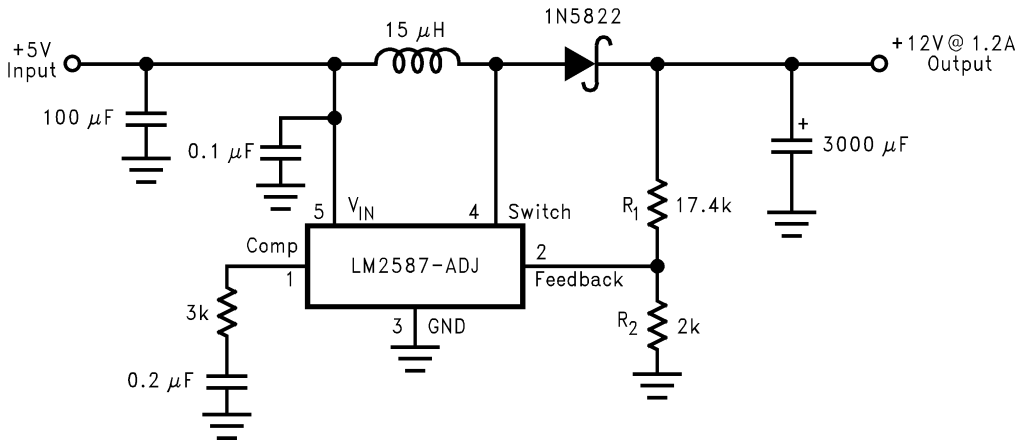 1N5822
15 μH
+5V
Input
+12V@ 1.2A
Output
100 μF
0.1 μF
+
3000 μF
5
VIN
4
Switch
R1
17.4k
Comp
1
LM2587-ADJ
2
Feedback
3k
3
GND
R2
2k
0.2 μF